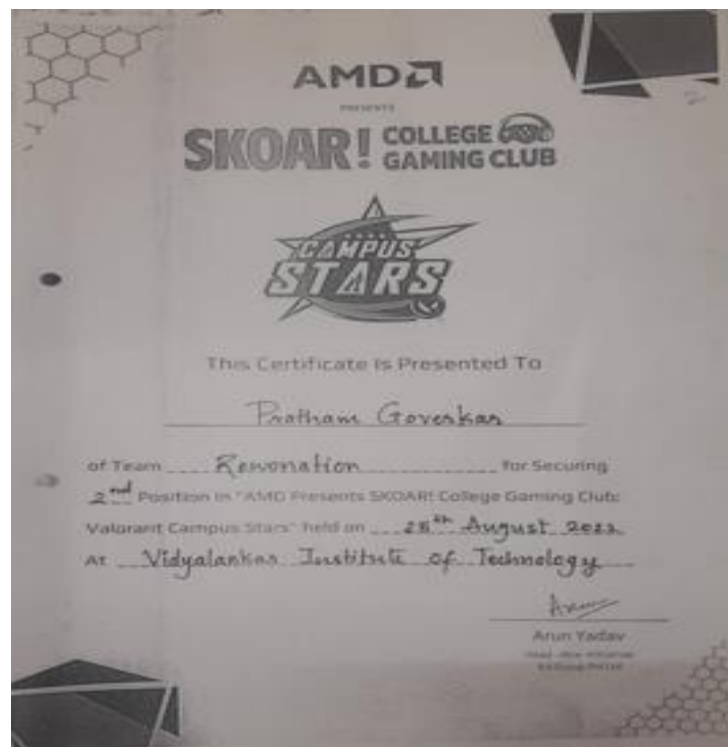 AMD
PRESENTS
SKOAR! COLLEGE
GAMING CLUB
CAMPUS
STARS
This Certificate Is Presented To
Pratham Goveskar
of Team Rewonation for Securing
2nd Position in "AMD Presents SKOAR! College Gaming Club:
Valorant Campus Stars" held on 25th August 2022
At Vidyalankar Institute of Technology
Arun Yadav